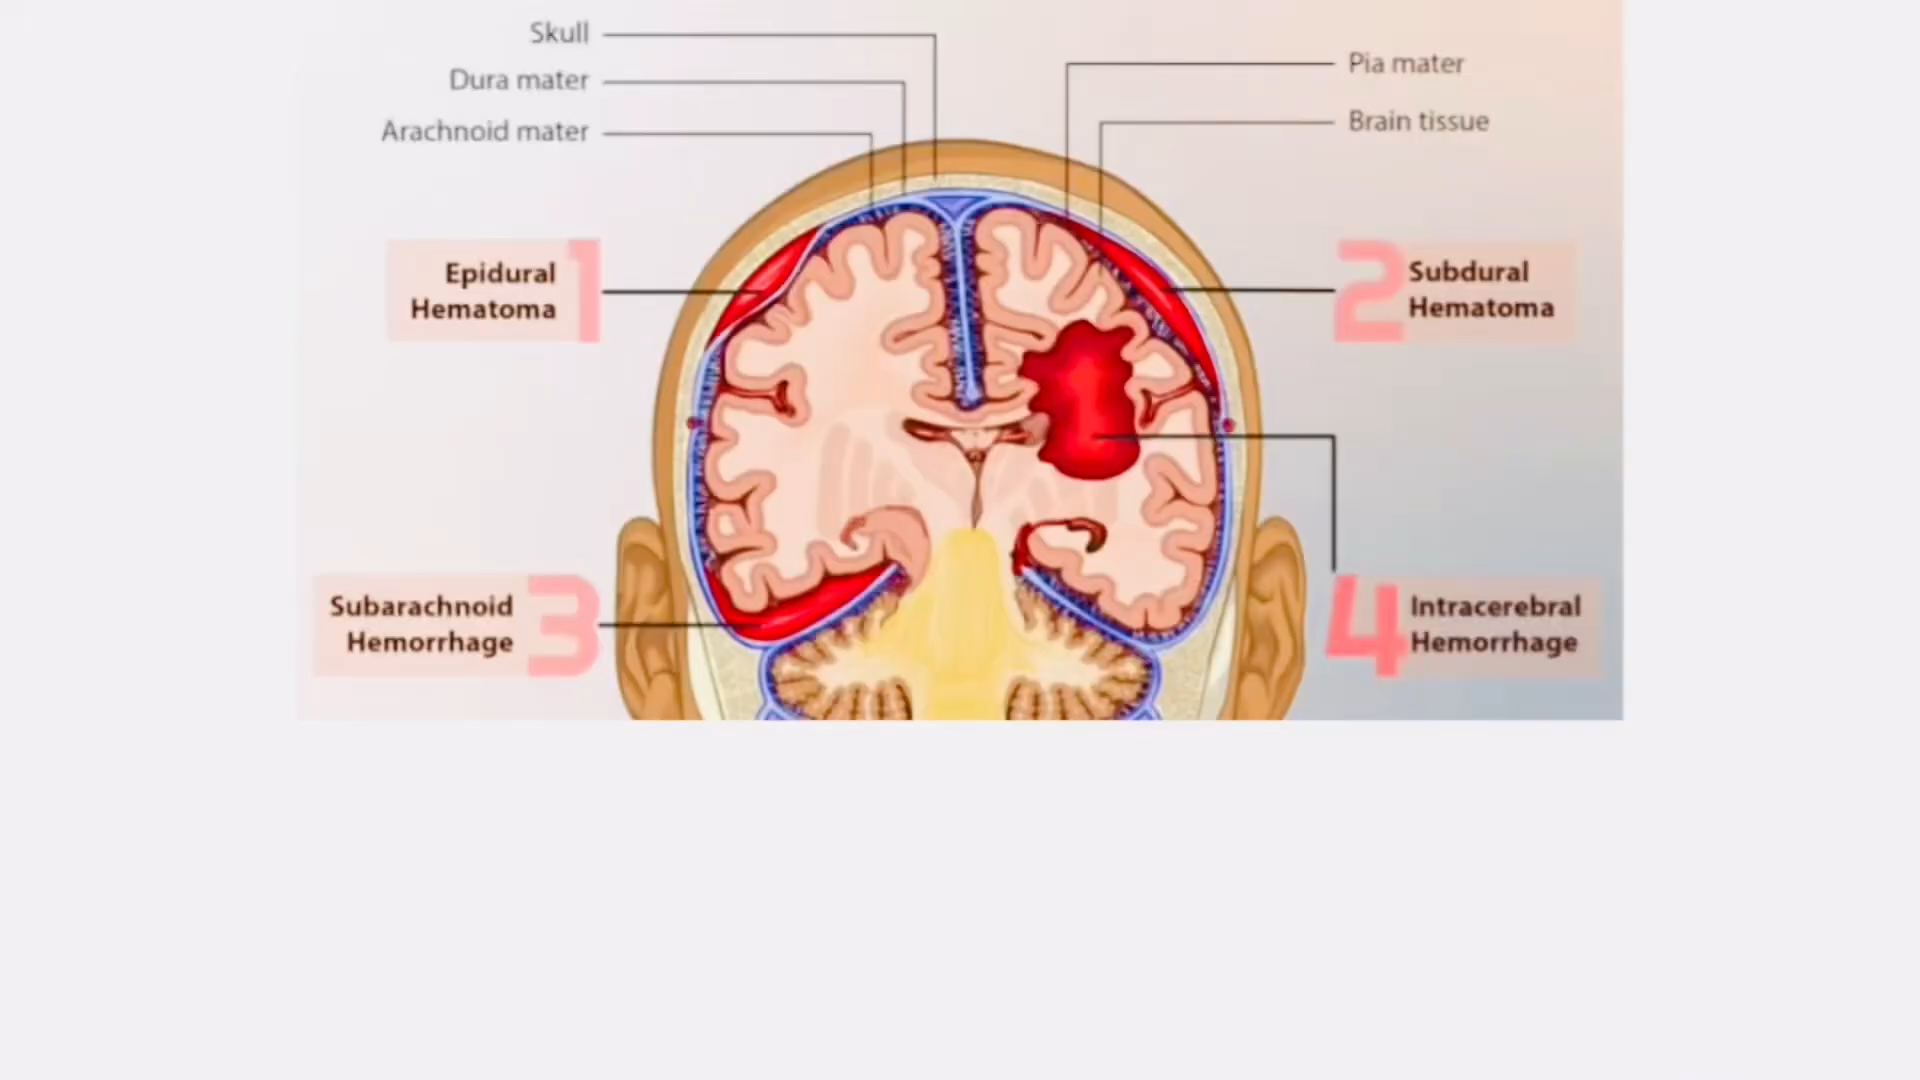 Skull
Dura mater
Arachnoid mater
Pia mater
Brain tissue
1
Epidural
Hematoma
2
Subdural
Hematoma
3
Subarachnoid
Hemorrhage
4
Intracerebral
Hemorrhage